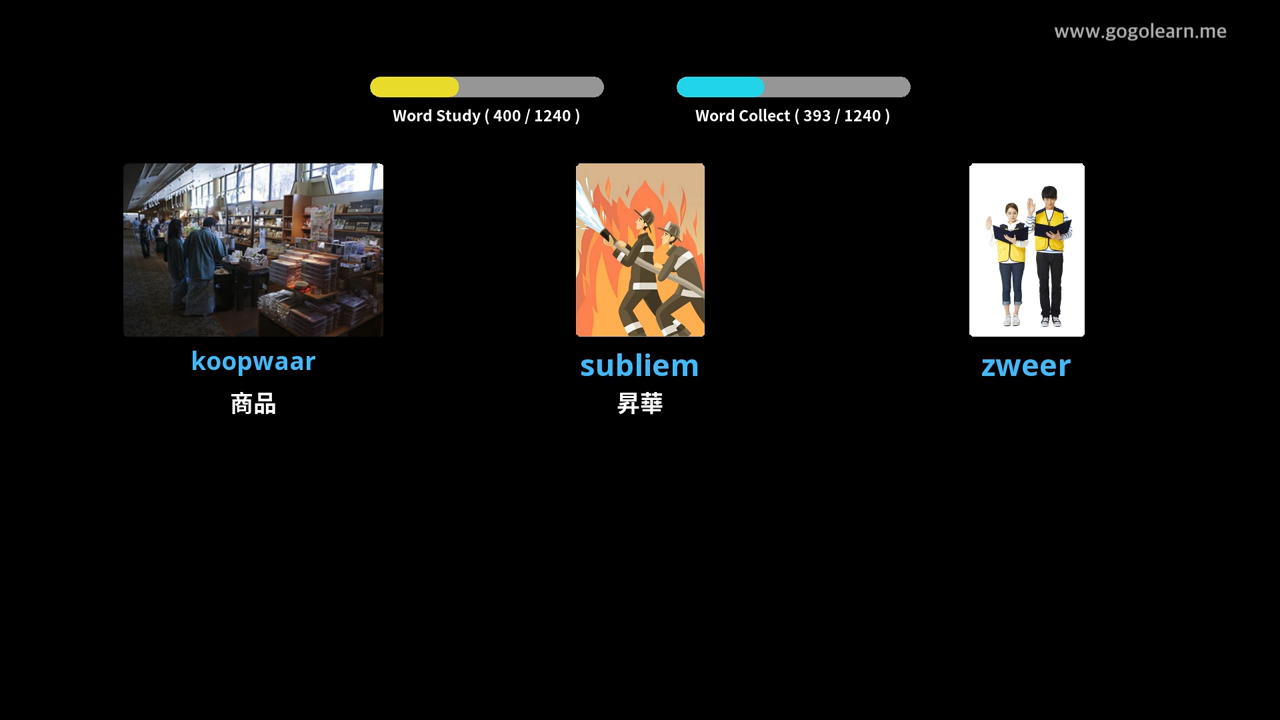 www.gogolearn.me
Word Study ( 400 / 1240 )
Word Collect ( 393 / 1240 )
koopwaar
商品
subliem
昇華
zweer